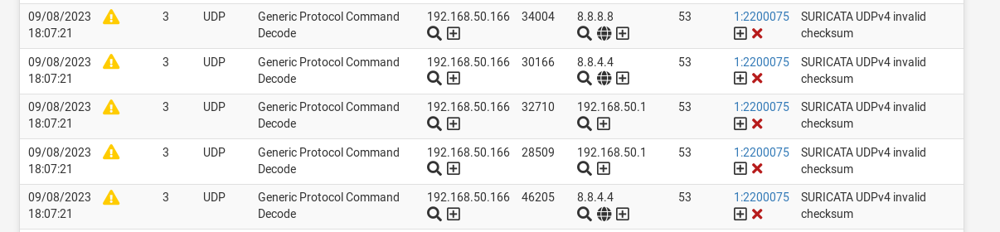 09/08/2023 3 UDP Generic Protocol Command 192.168.50.166 34004 8.8.8.8 53 1:2200075 SURICATA UDPv4 invalid
18:07:21 Decode checksum
09/08/2023 3 UDP Generic Protocol Command 192.168.50.166 30166 8.8.4.4 53 1:2200075 SURICATA UDPv4 invalid
18:07:21 Decode checksum
09/08/2023 3 UDP Generic Protocol Command 192.168.50.166 32710 192.168.50.1 53 1:2200075 SURICATA UDPv4 invalid
18:07:21 Decode checksum
09/08/2023 3 UDP Generic Protocol Command 192.168.50.166 28509 192.168.50.1 53 1:2200075 SURICATA UDPv4 invalid
18:07:21 Decode checksum
09/08/2023 3 UDP Generic Protocol Command 192.168.50.166 46205 8.8.4.4 53 1:2200075 SURICATA UDPv4 invalid
18:07:21 Decode checksum